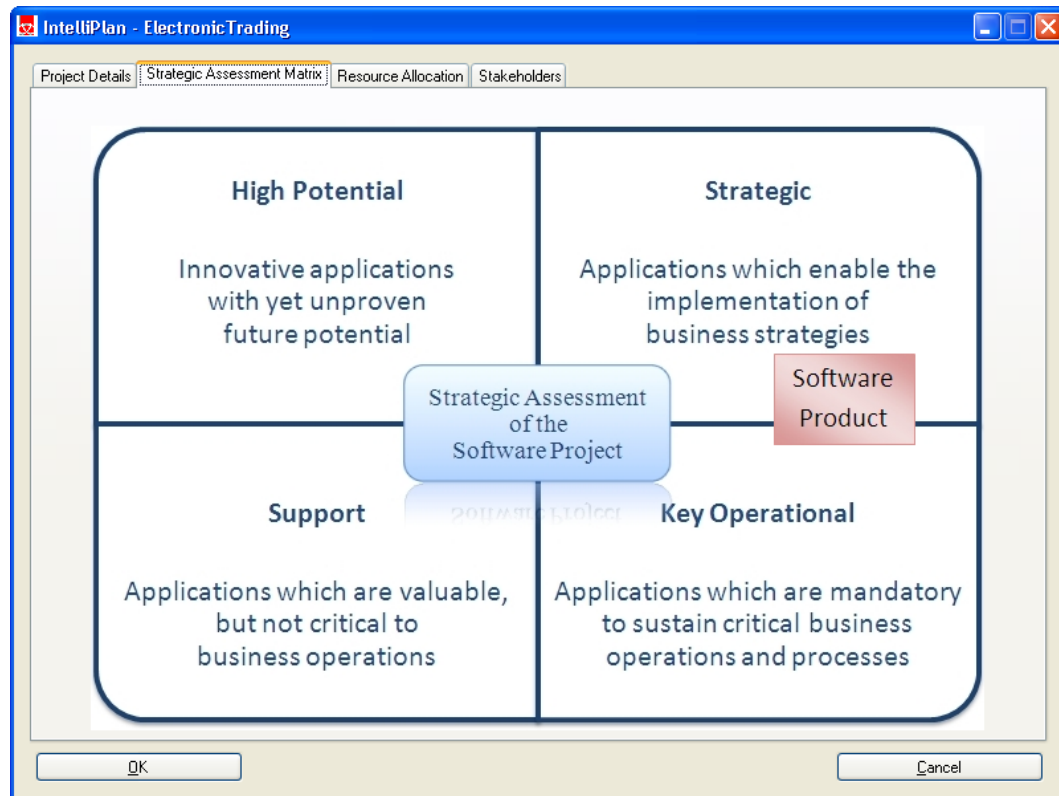 IntelliPlan - ElectronicTrading
Project Details
Strategic Assessment Matrix
Resource Allocation
Stakeholders
High Potential
Innovative applications
with yet unproven
future potential
Strategic
Applications which enable the
implementation of
business strategies
Software
Product
Strategic Assessment
of the
Software Project
Support
Applications which are valuable,
but not critical to
business operations
Key Operational
Applications which are mandatory
to sustain critical business
operations and processes
OK
Cancel